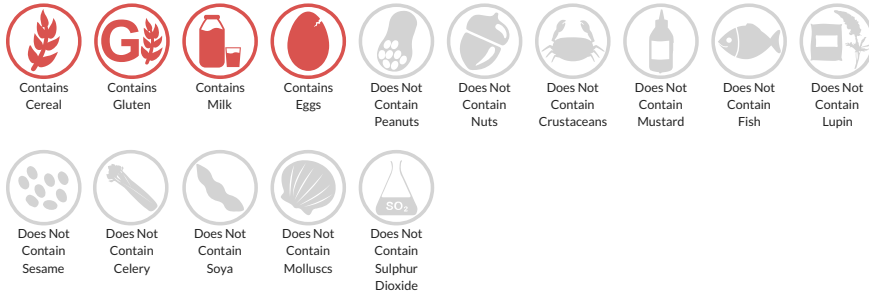 G
Contains
Cereal
Contains
Gluten
Contains
Milk
Contains
Eggs
Does Not
Contain
Peanuts
Does Not
Contain
Nuts
Does Not
Contain
Crustaceans
Does Not
Contain
Mustard
Does Not
Contain
Fish
Does Not
Contain
Lupin
SO₂
Does Not
Contain
Sesame
Does Not
Contain
Celery
Does Not
Contain
Soya
Does Not
Contain
Molluscs
Does Not
Contain
Sulphur
Dioxide